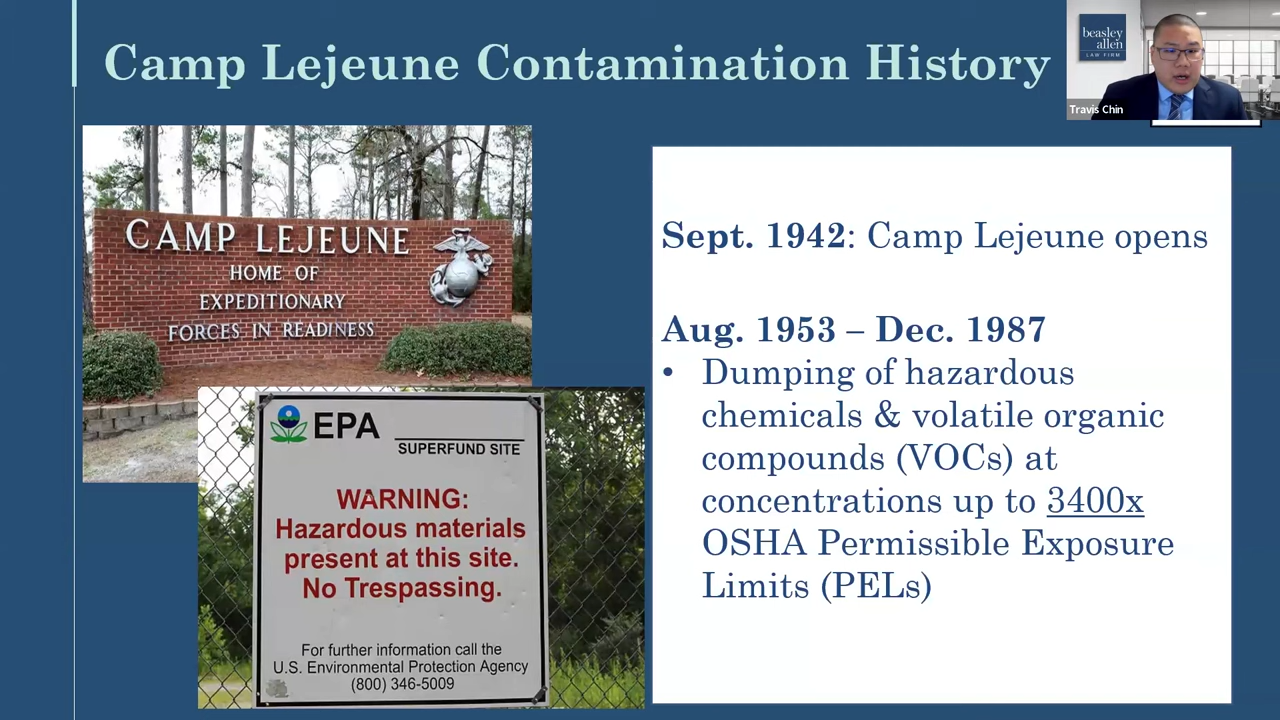 Camp Lejeune Contamination History
beasley
allen
LAW FIRM
Travis Chin
CAMP LEJEUNE
HOME OF
EXPEDITIONARY
FORCES IN READINESS
EPA
SUPERFUND SITE
WARNING:
Hazardous materials
present at this site.
No Trespassing.
For further information call the
U.S. Environmental Protection Agency
(800) 346-5009
Sept. 1942: Camp Lejeune opens
Aug. 1953 – Dec. 1987
• Dumping of hazardous
chemicals & volatile organic
compounds (VOCs) at
concentrations up to 3400x
OSHA Permissible Exposure
Limits (PELs)